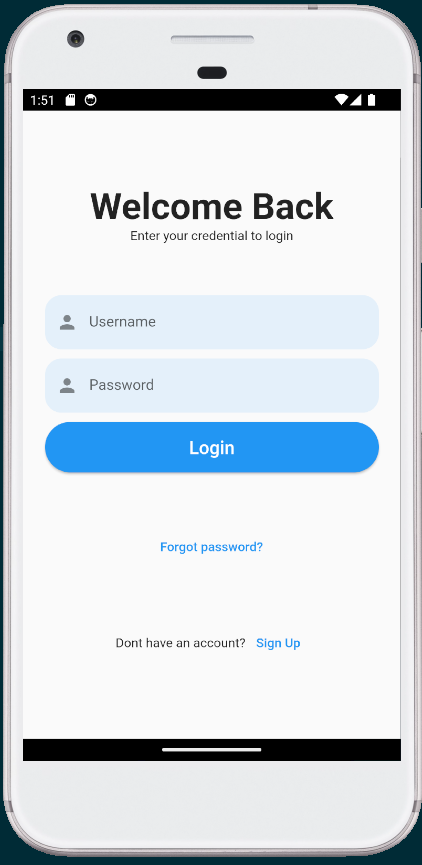 1:51
Welcome Back
Enter your credential to login
Username
Password
Login
Forgot password?
Dont have an account? Sign Up